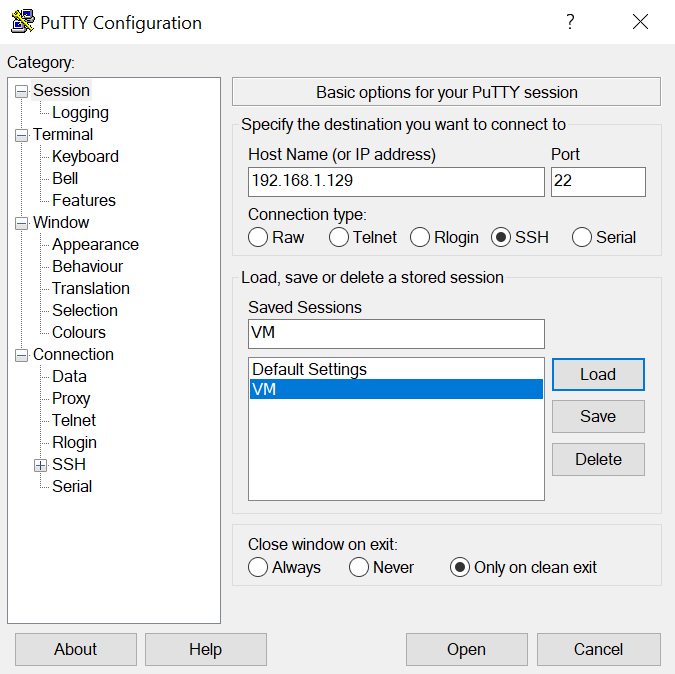 PuTTY Configuration
?
Category:
Session
Logging
Terminal
Keyboard
Bell
Features
Window
Appearance
Behaviour
Translation
Selection
Colours
Connection
Data
Proxy
Telnet
Rlogin
SSH
Serial
Basic options for your PuTTY session
Specify the destination you want to connect to
Host Name (or IP address) Port
192.168.1.129 22
Connection type:
Raw Telnet Rlogin SSH Serial
Load, save or delete a stored session
Saved Sessions
VM
Default Settings
VM
Load
Save
Delete
Close window on exit:
Always Never Only on clean exit
About Help Open Cancel